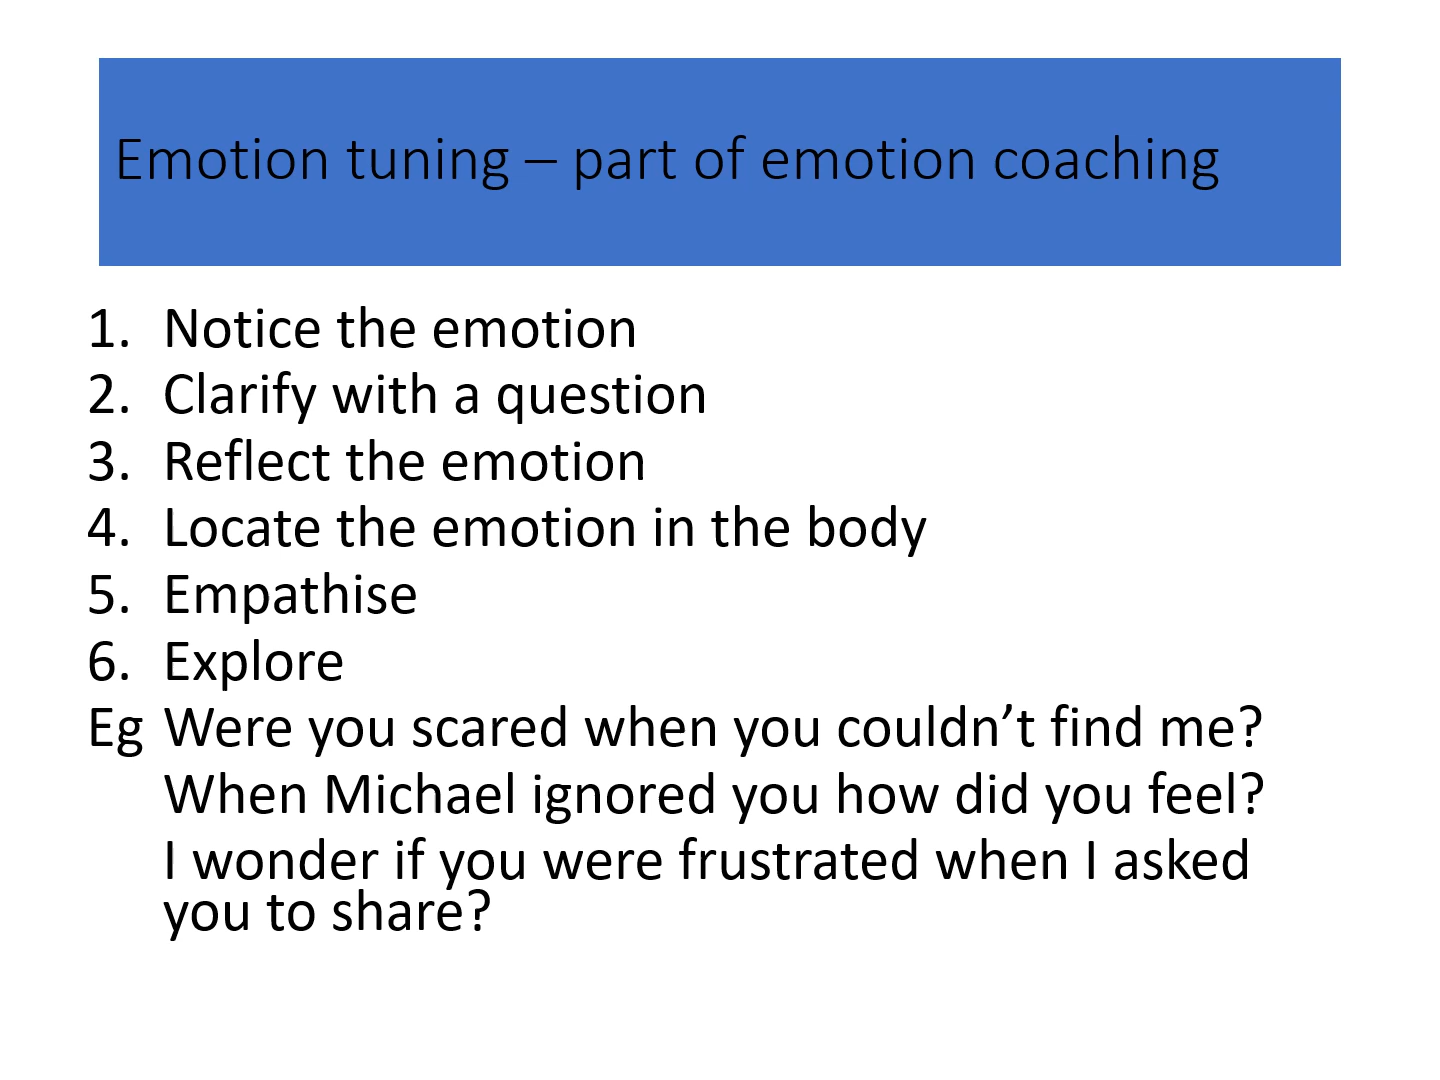 Emotion tuning – part of emotion coaching
1. Notice the emotion
2. Clarify with a question
3. Reflect the emotion
4. Locate the emotion in the body
5. Empathise
6. Explore
Eg Were you scared when you couldn’t find me?
When Michael ignored you how did you feel?
I wonder if you were frustrated when I asked
you to share?